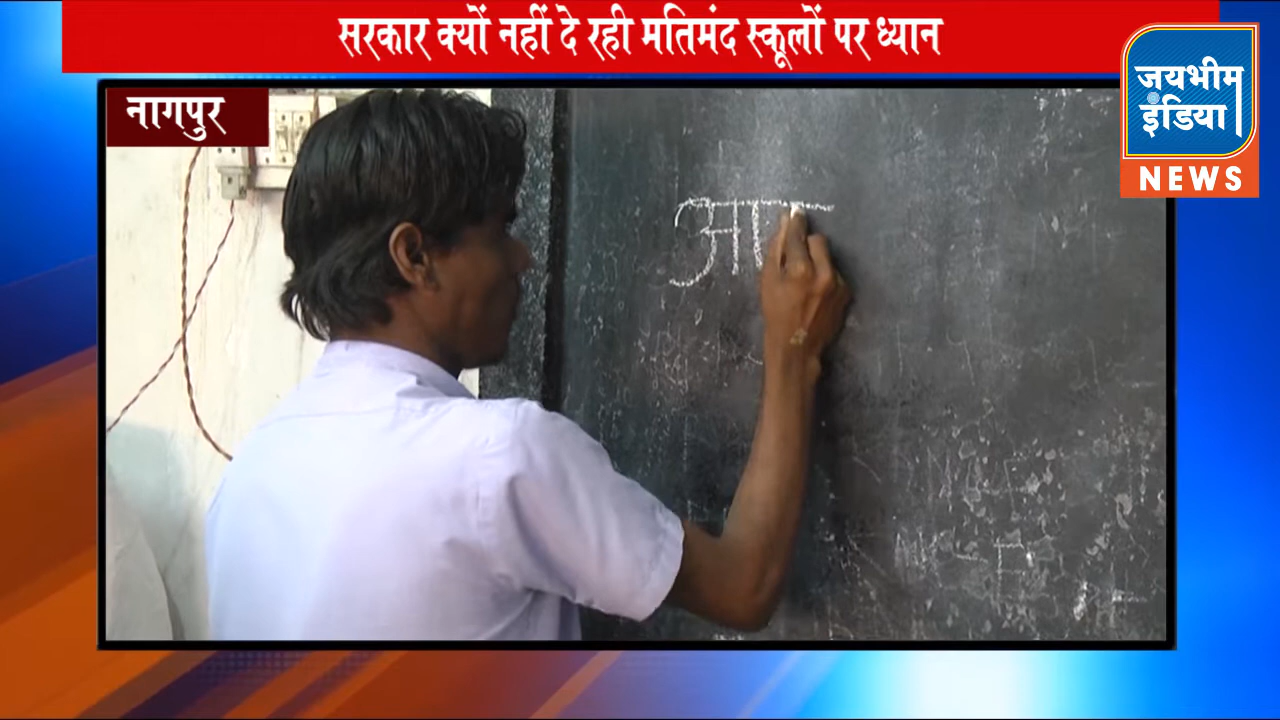 सरकार क्यों नहीं दे रही मतिमंद स्कूलों पर ध्यान
जयभीम
इंडिया
NEWS
नागपुर
आ